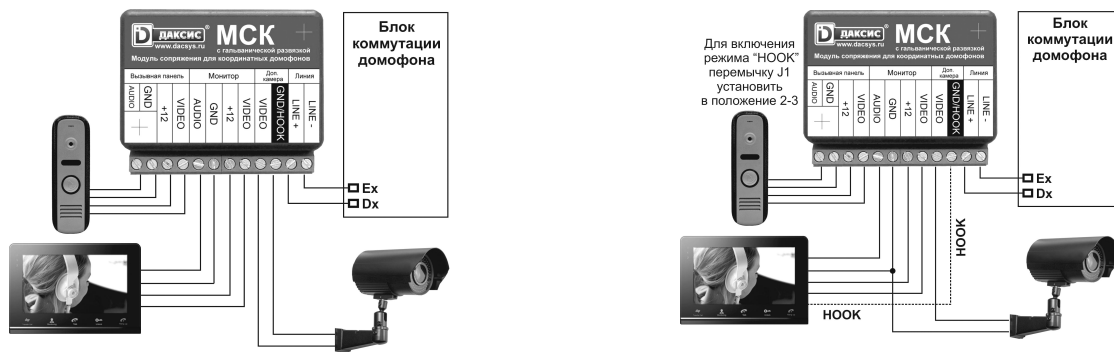 ДАКСИС®
www.dacsys.ru
МСК
с гальванической развязкой
Модуль сопряжения для координатных домофонов
Вызывная панель
Монитор
Доп. камера
Линия
AUDIO
GND
+12
VIDEO
AUDIO
GND
+12
VIDEO
VIDEO
GND/HOOK
LINE +
LINE -
Блок
коммутации
домофона
Ex
Dx
Для включения
режима “HOOK”
перемычку J1
установить
в положение 2-3
ДАКСИС®
www.dacsys.ru
МСК
с гальванической развязкой
Модуль сопряжения для координатных домофонов
Вызывная панель
Монитор
Доп. камера
Линия
AUDIO
GND
+12
VIDEO
AUDIO
GND
+12
VIDEO
VIDEO
GND/HOOK
LINE +
LINE -
Блок
коммутации
домофона
Ex
Dx
HOOK
HOOK